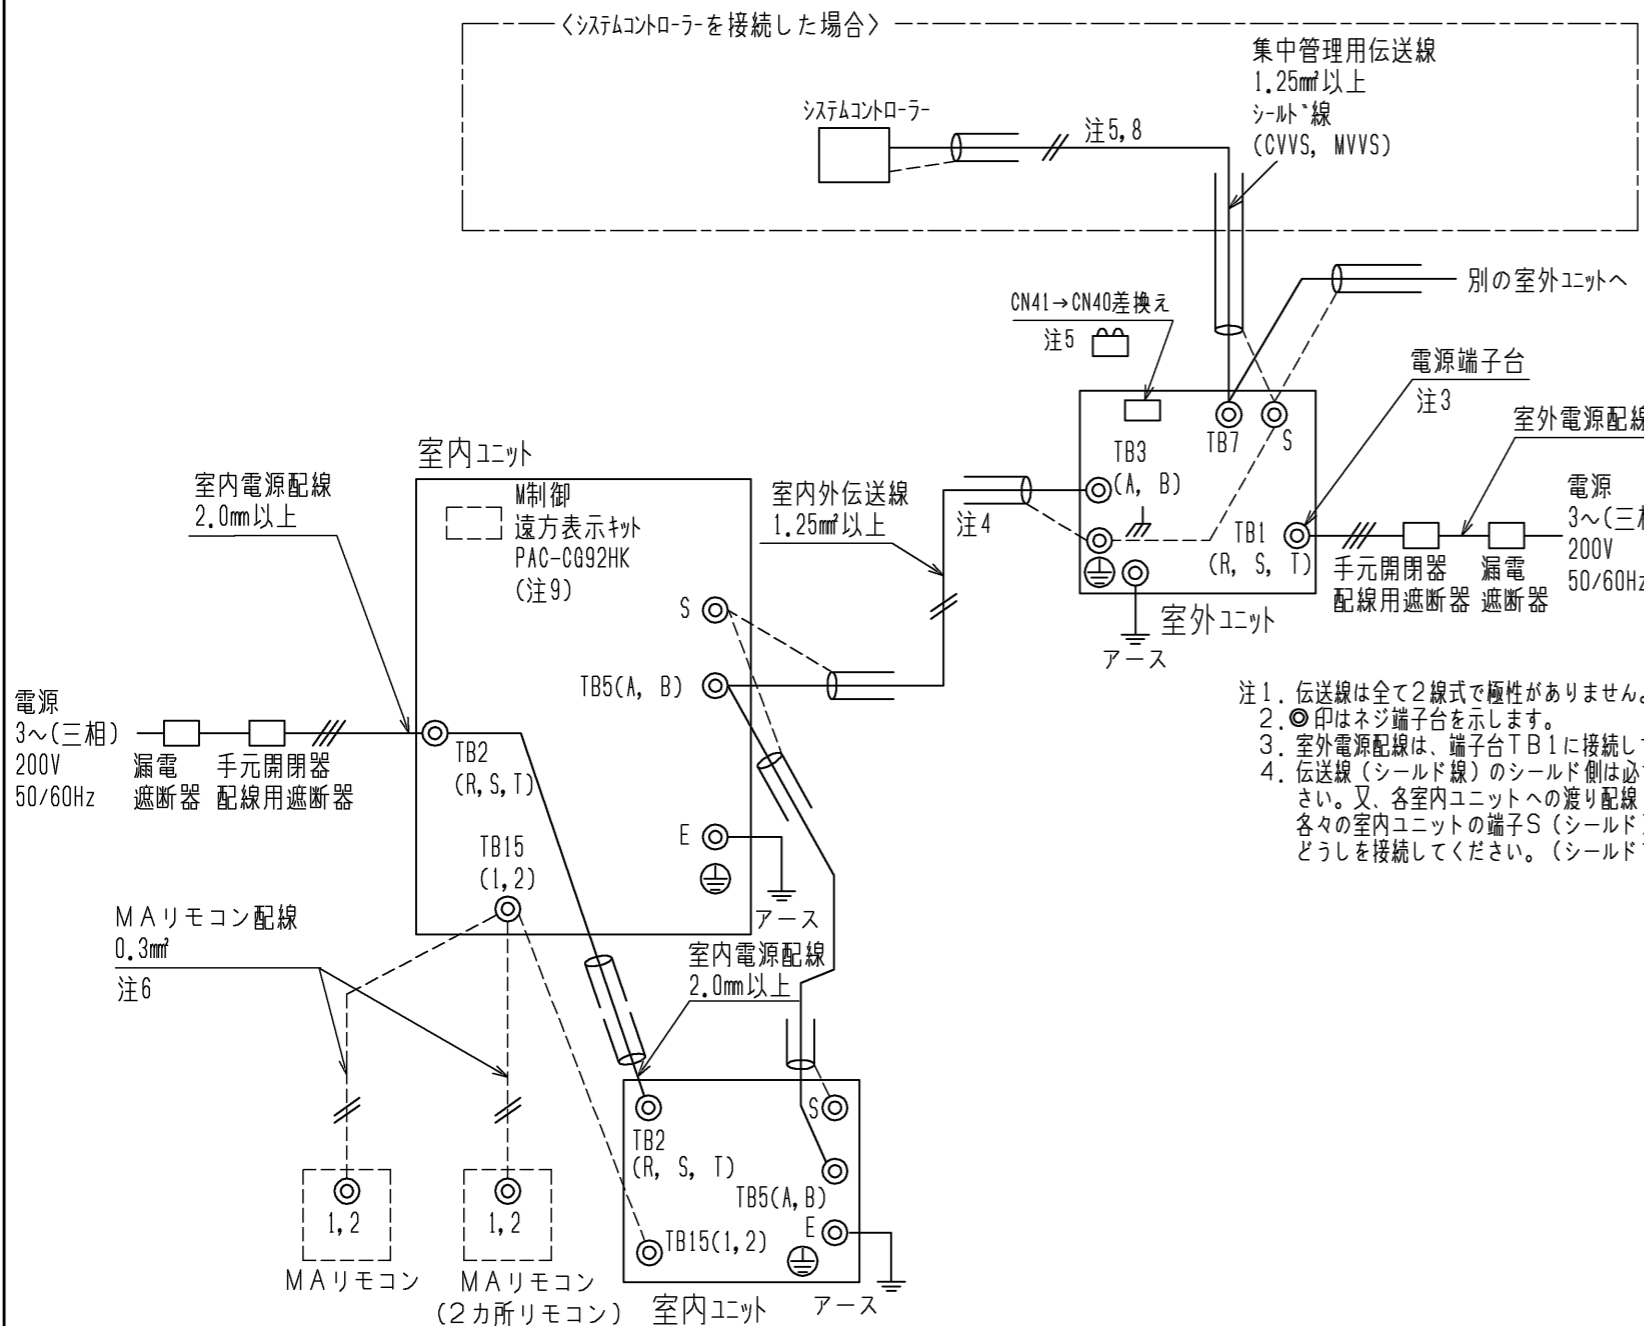 〈システムコントローラーを接続した場合〉
集中管理用伝送線
1.25mm²以上
シールド線
(CVVS, MVVS)
システムコントローラー
注5,8
別の室外ユニットへ
CN41→CN40差換え
注5
電源端子台
注3
室外電源配線
TB7
S
TB3
(A, B)
TB1
(R, S, T)
電源
3〜(三相
200V
50/60Hz
手元開閉器
配線用遮断器
漏電
遮断器
室外ユニット
アース
室内ユニット
室内電源配線
2.0mm以上
M制御
遠方表示キット
PAC-CG92HK
(注9)
室内外伝送線
1.25mm²以上
注4
S
TB5(A, B)
電源
3〜(三相)
200V
50/60Hz
漏電
遮断器
手元開閉器
配線用遮断器
TB2
(R,S,T)
E
TB15
(1,2)
アース
注1. 伝送線は全て2線式で極性がありません。
2. ◎印はネジ端子台を示します。
3. 室外電源配線は、端子台TB1に接続し
4. 伝送線（シールド線）のシールド側は必
さい。又、各室内ユニットへの渡り配線
各々の室内ユニットの端子S（シールド）
どうしを接続してください。（シールド
MAリモコン配線
0.3mm²
注6
室内電源配線
2.0mm以上
TB2
(R, S, T)
S
TB5(A,B)
E
TB15(1,2)
1,2
1,2
MAリモコン
MAリモコン
(2カ所リモコン)
室内ユニット
アース